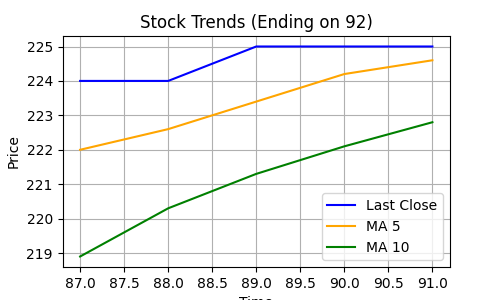 Stock Trends (Ending on 92)
Price
225
224
223
222
221
220
219
Last Close
MA 5
MA 10
87.0 87.5 88.0 88.5 89.0 89.5 90.0 90.5 91.0
Time